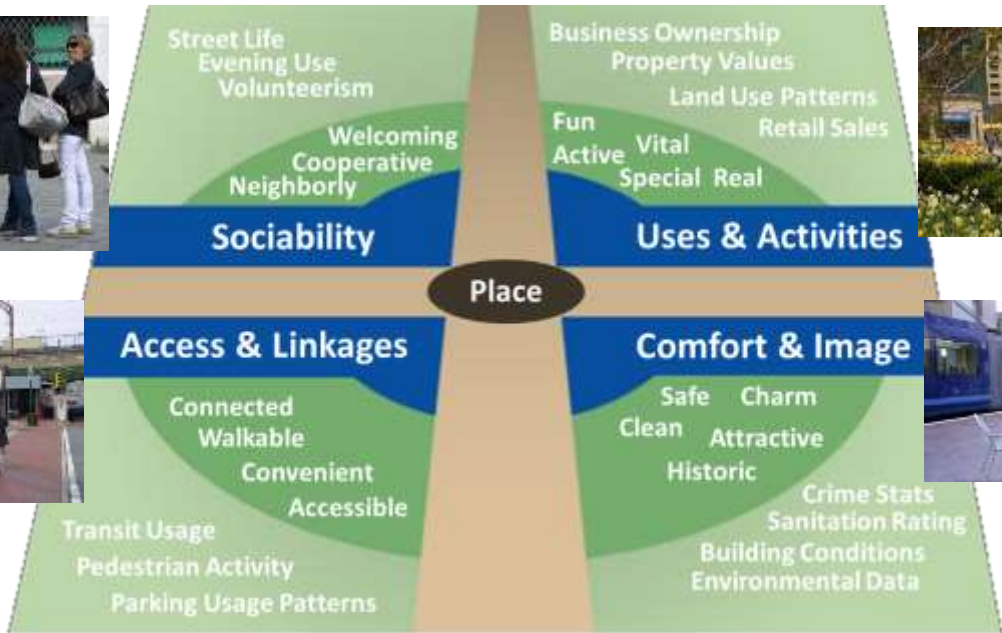 Street Life
Evening Use
Volunteerism
Welcoming
Cooperative
Neighborly
Sociability
Business Ownership
Property Values
Land Use Patterns
Retail Sales
Fun
Vital
Active
Special Real
Uses & Activities
Place
Access & Linkages
Connected
Walkable
Convenient
Accessible
Transit Usage
Pedestrian Activity
Parking Usage Patterns
Comfort & Image
Safe Charm
Clean
Attractive
Historic
Crime Stats
Sanitation Rating
Building Conditions
Environmental Data